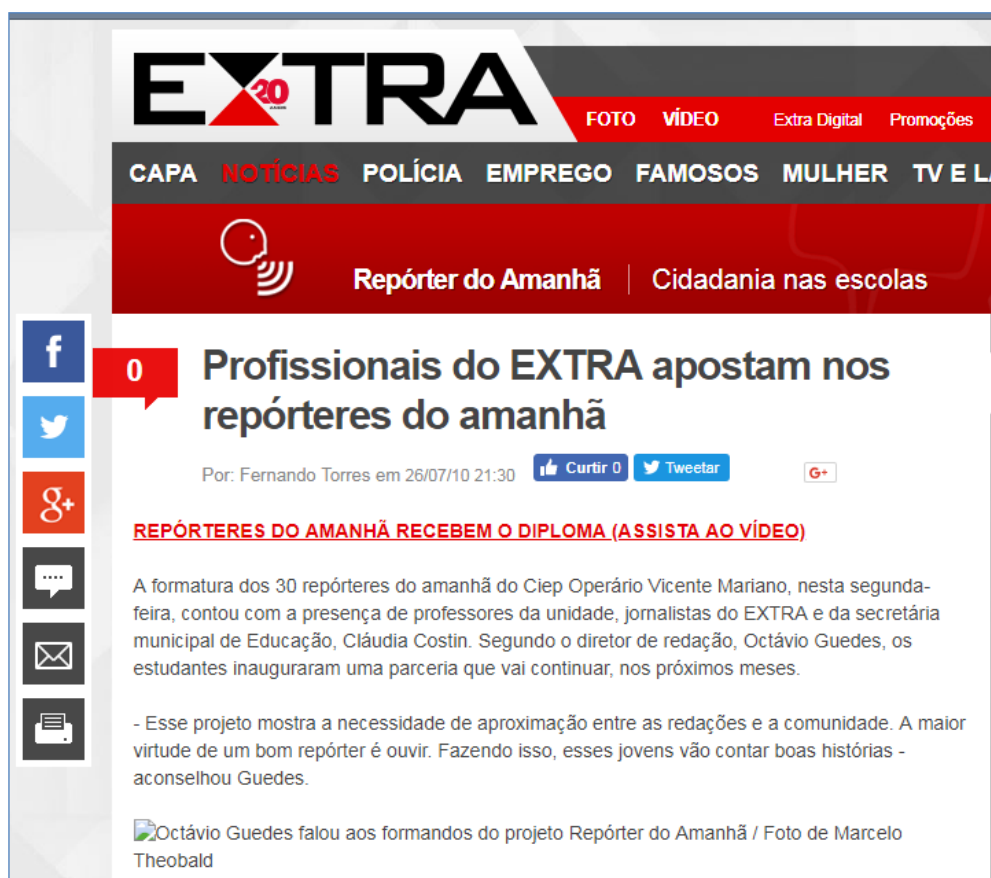 EXTRA
20
ANOS
FOTO VÍDEO Extra Digital Promoções
CAPA NOTÍCIAS POLÍCIA EMPREGO FAMOSOS MULHER TV E LA
Repórter do Amanhã | Cidadania nas escolas
f
0
Profissionais do EXTRA apostam nos
repórteres do amanhã
Por: Fernando Torres em 26/07/10 21:30 Curtir 0 Tweetar G+
g+
REPÓRTERES DO AMANHÃ RECEBEM O DIPLOMA (ASSISTA AO VÍDEO)
A formatura dos 30 repórteres do amanhã do Ciep Operário Vicente Mariano, nesta segunda-
feira, contou com a presença de professores da unidade, jornalistas do EXTRA e da secretária
municipal de Educação, Cláudia Costin. Segundo o diretor de redação, Octávio Guedes, os
estudantes inauguraram uma parceria que vai continuar, nos próximos meses.
- Esse projeto mostra a necessidade de aproximação entre as redações e a comunidade. A maior
virtude de um bom repórter é ouvir. Fazendo isso, esses jovens vão contar boas histórias -
aconselhou Guedes.
Octávio Guedes falou aos formandos do projeto Repórter do Amanhã / Foto de Marcelo
Theobald